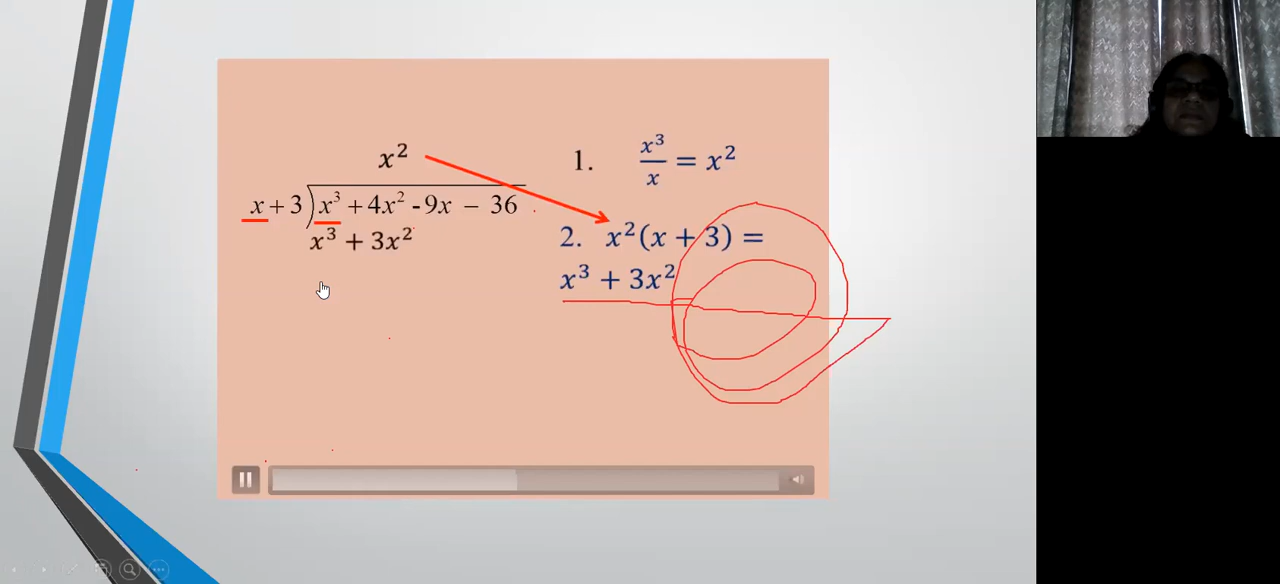 x²
x + 3)x³ + 4x² - 9x − 36
x³ + 3x²
1. x³/x = x²
2. x²(x + 3) =
x³ + 3x²